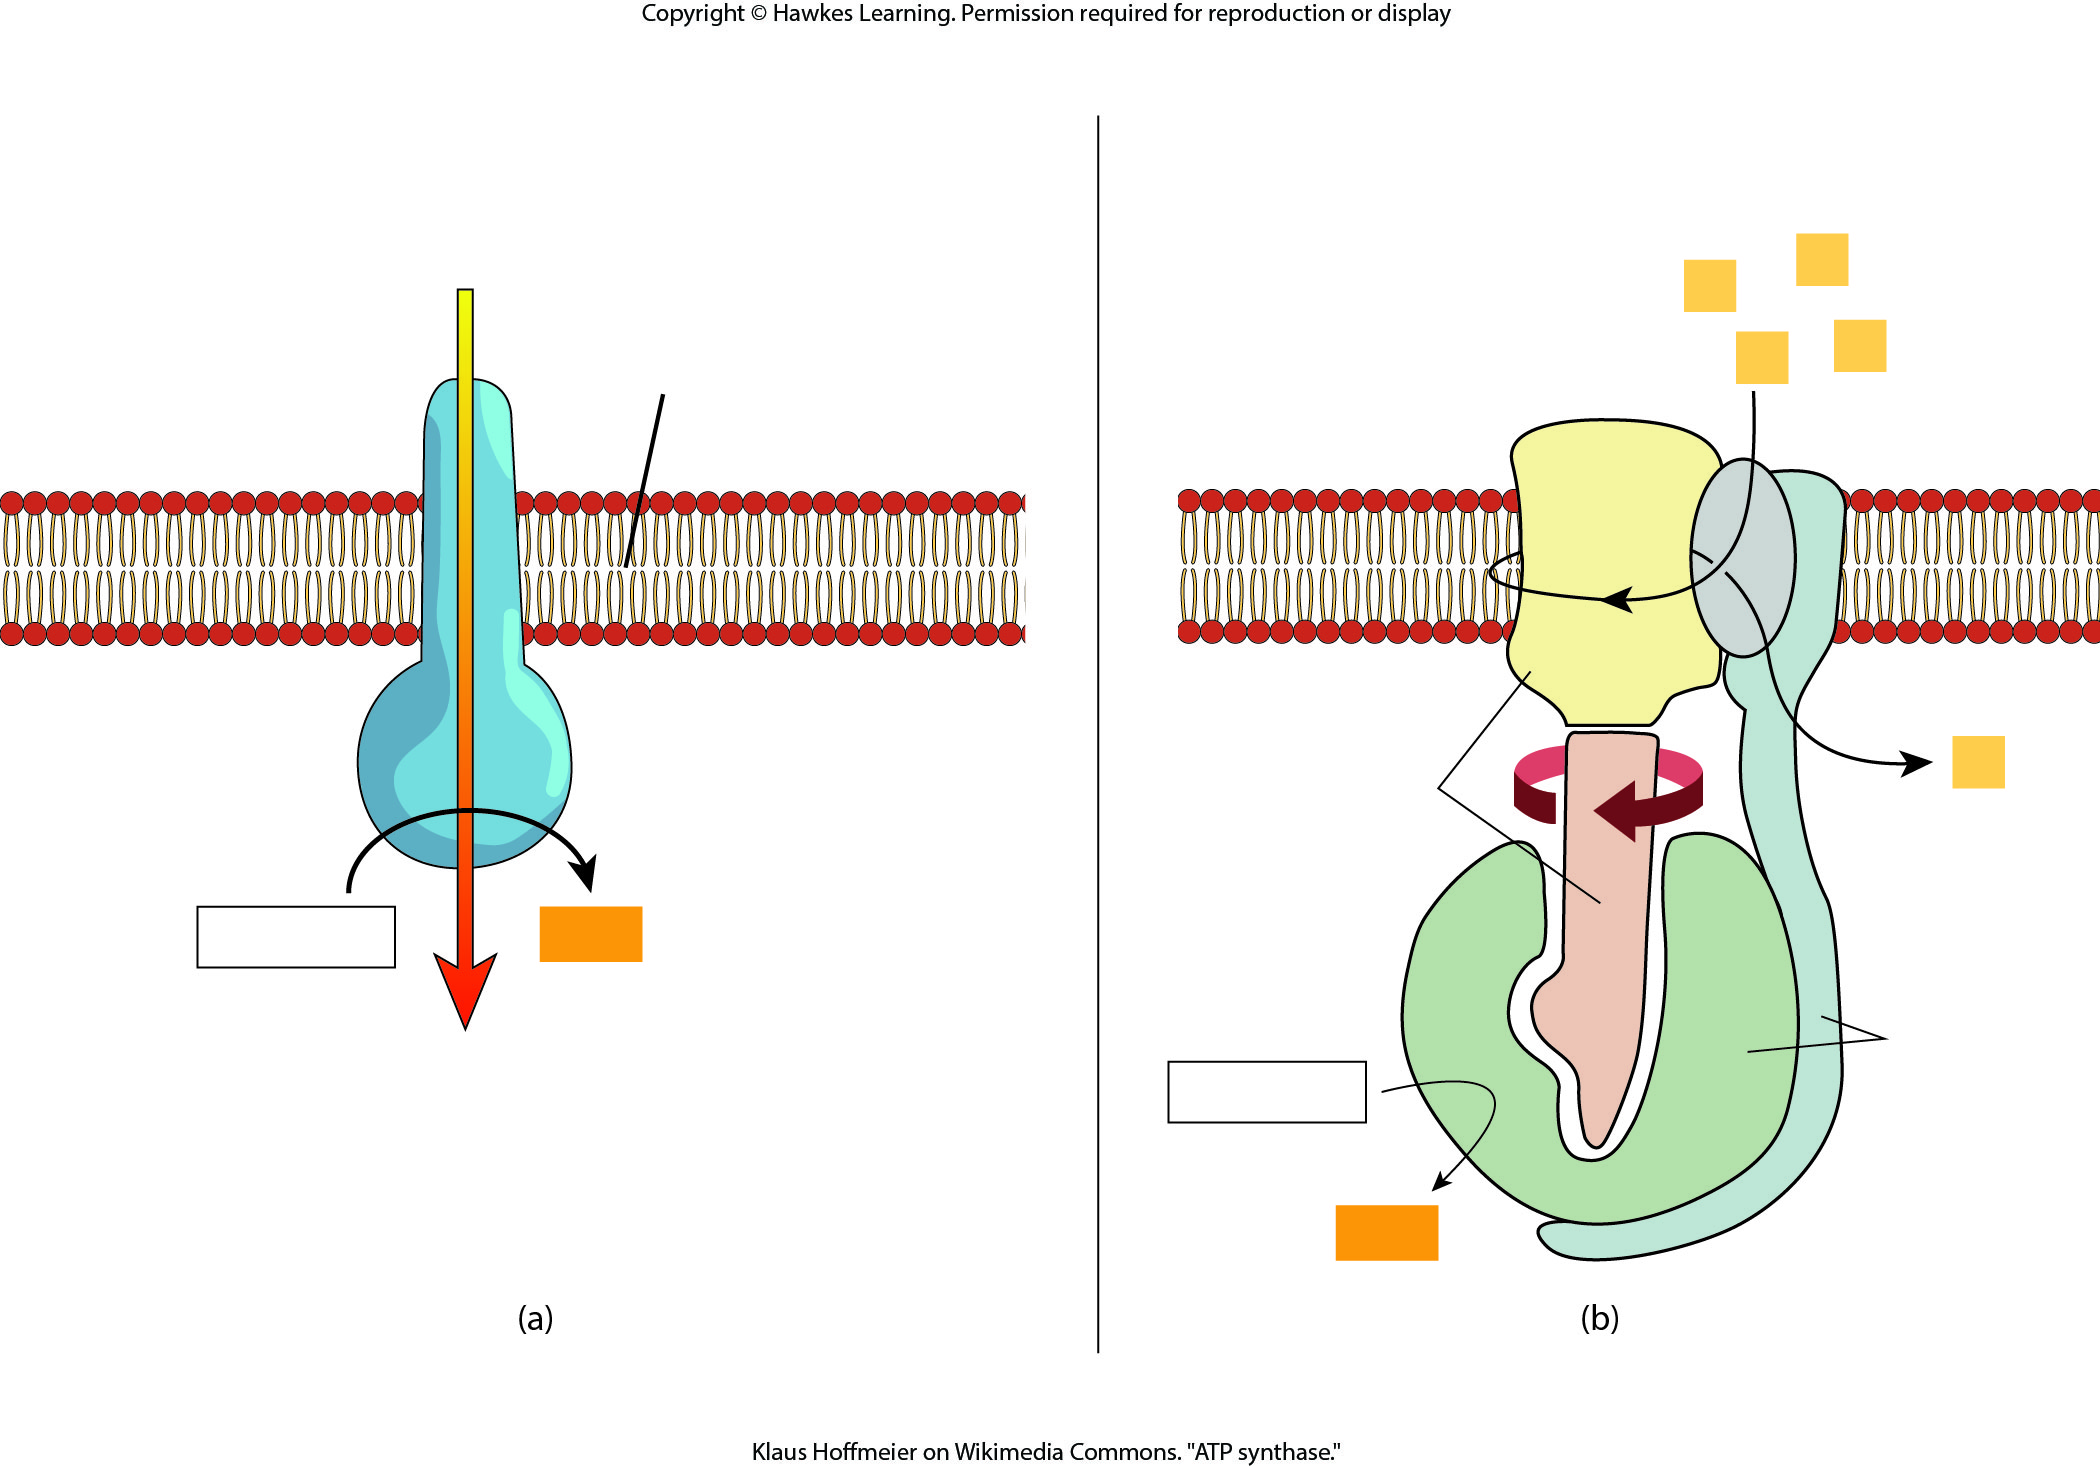 Copyright © Hawkes Learning. Permission required for reproduction or display
(a)
(b)
Klaus Hoffmeier on Wikimedia Commons. "ATP synthase."